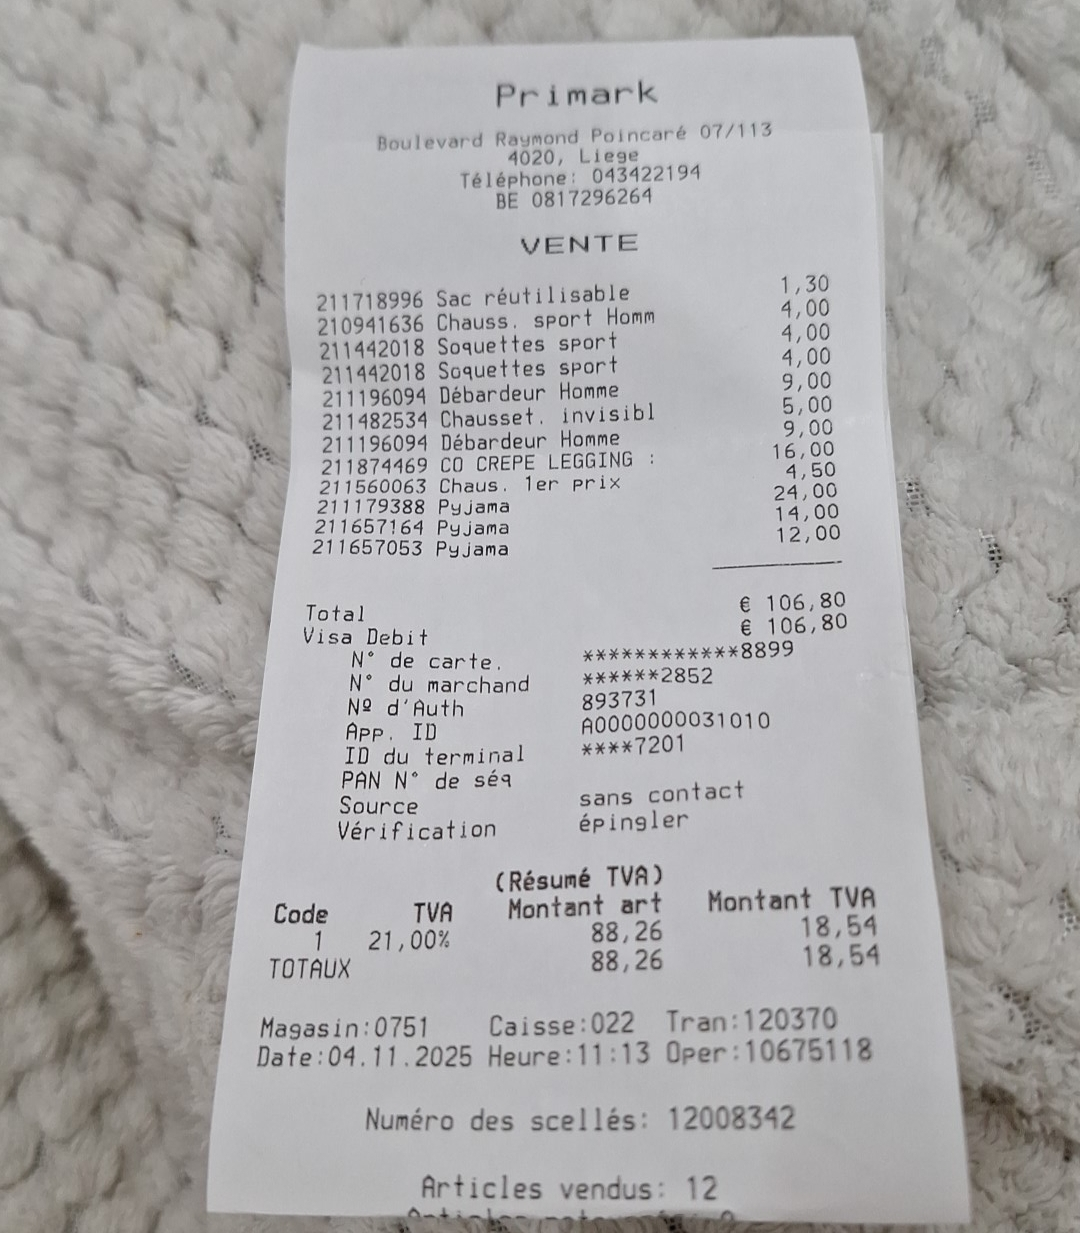 Primark
Boulevard Raymond Poincaré 07/113
4020, Liege
Téléphone: 043422194
BE 0817296264
VENTE
211718996 Sac réutilisable 1,30
210941636 Chauss. sport Homm 4,00
211442018 Soquettes sport 4,00
211442018 Soquettes sport 4,00
211196094 Débardeur Homme 9,00
211482534 Chausset. invisibl 5,00
211196094 Débardeur Homme 9,00
211874469 CO CREPE LEGGING : 16,00
211560063 Chaus. 1er prix 4,50
211179388 Pyjama 24,00
211657164 Pyjama 14,00
211657053 Pyjama 12,00
Total € 106,80
Visa Debit € 106,80
N° de carte. ************8899
N° du marchand ******2852
Nº d'Auth 893731
App. ID A0000000031010
ID du terminal ****7201
PAN N° de séq
Source sans contact
Vérification épingler
(Résumé TVA)
Code TVA Montant art Montant TVA
1 21,00% 88,26 18,54
TOTAUX 88,26 18,54
Magasin:0751 Caisse:022 Tran:120370
Date:04.11.2025 Heure:11:13 Oper:10675118
Numéro des scellés: 12008342
Articles vendus: 12